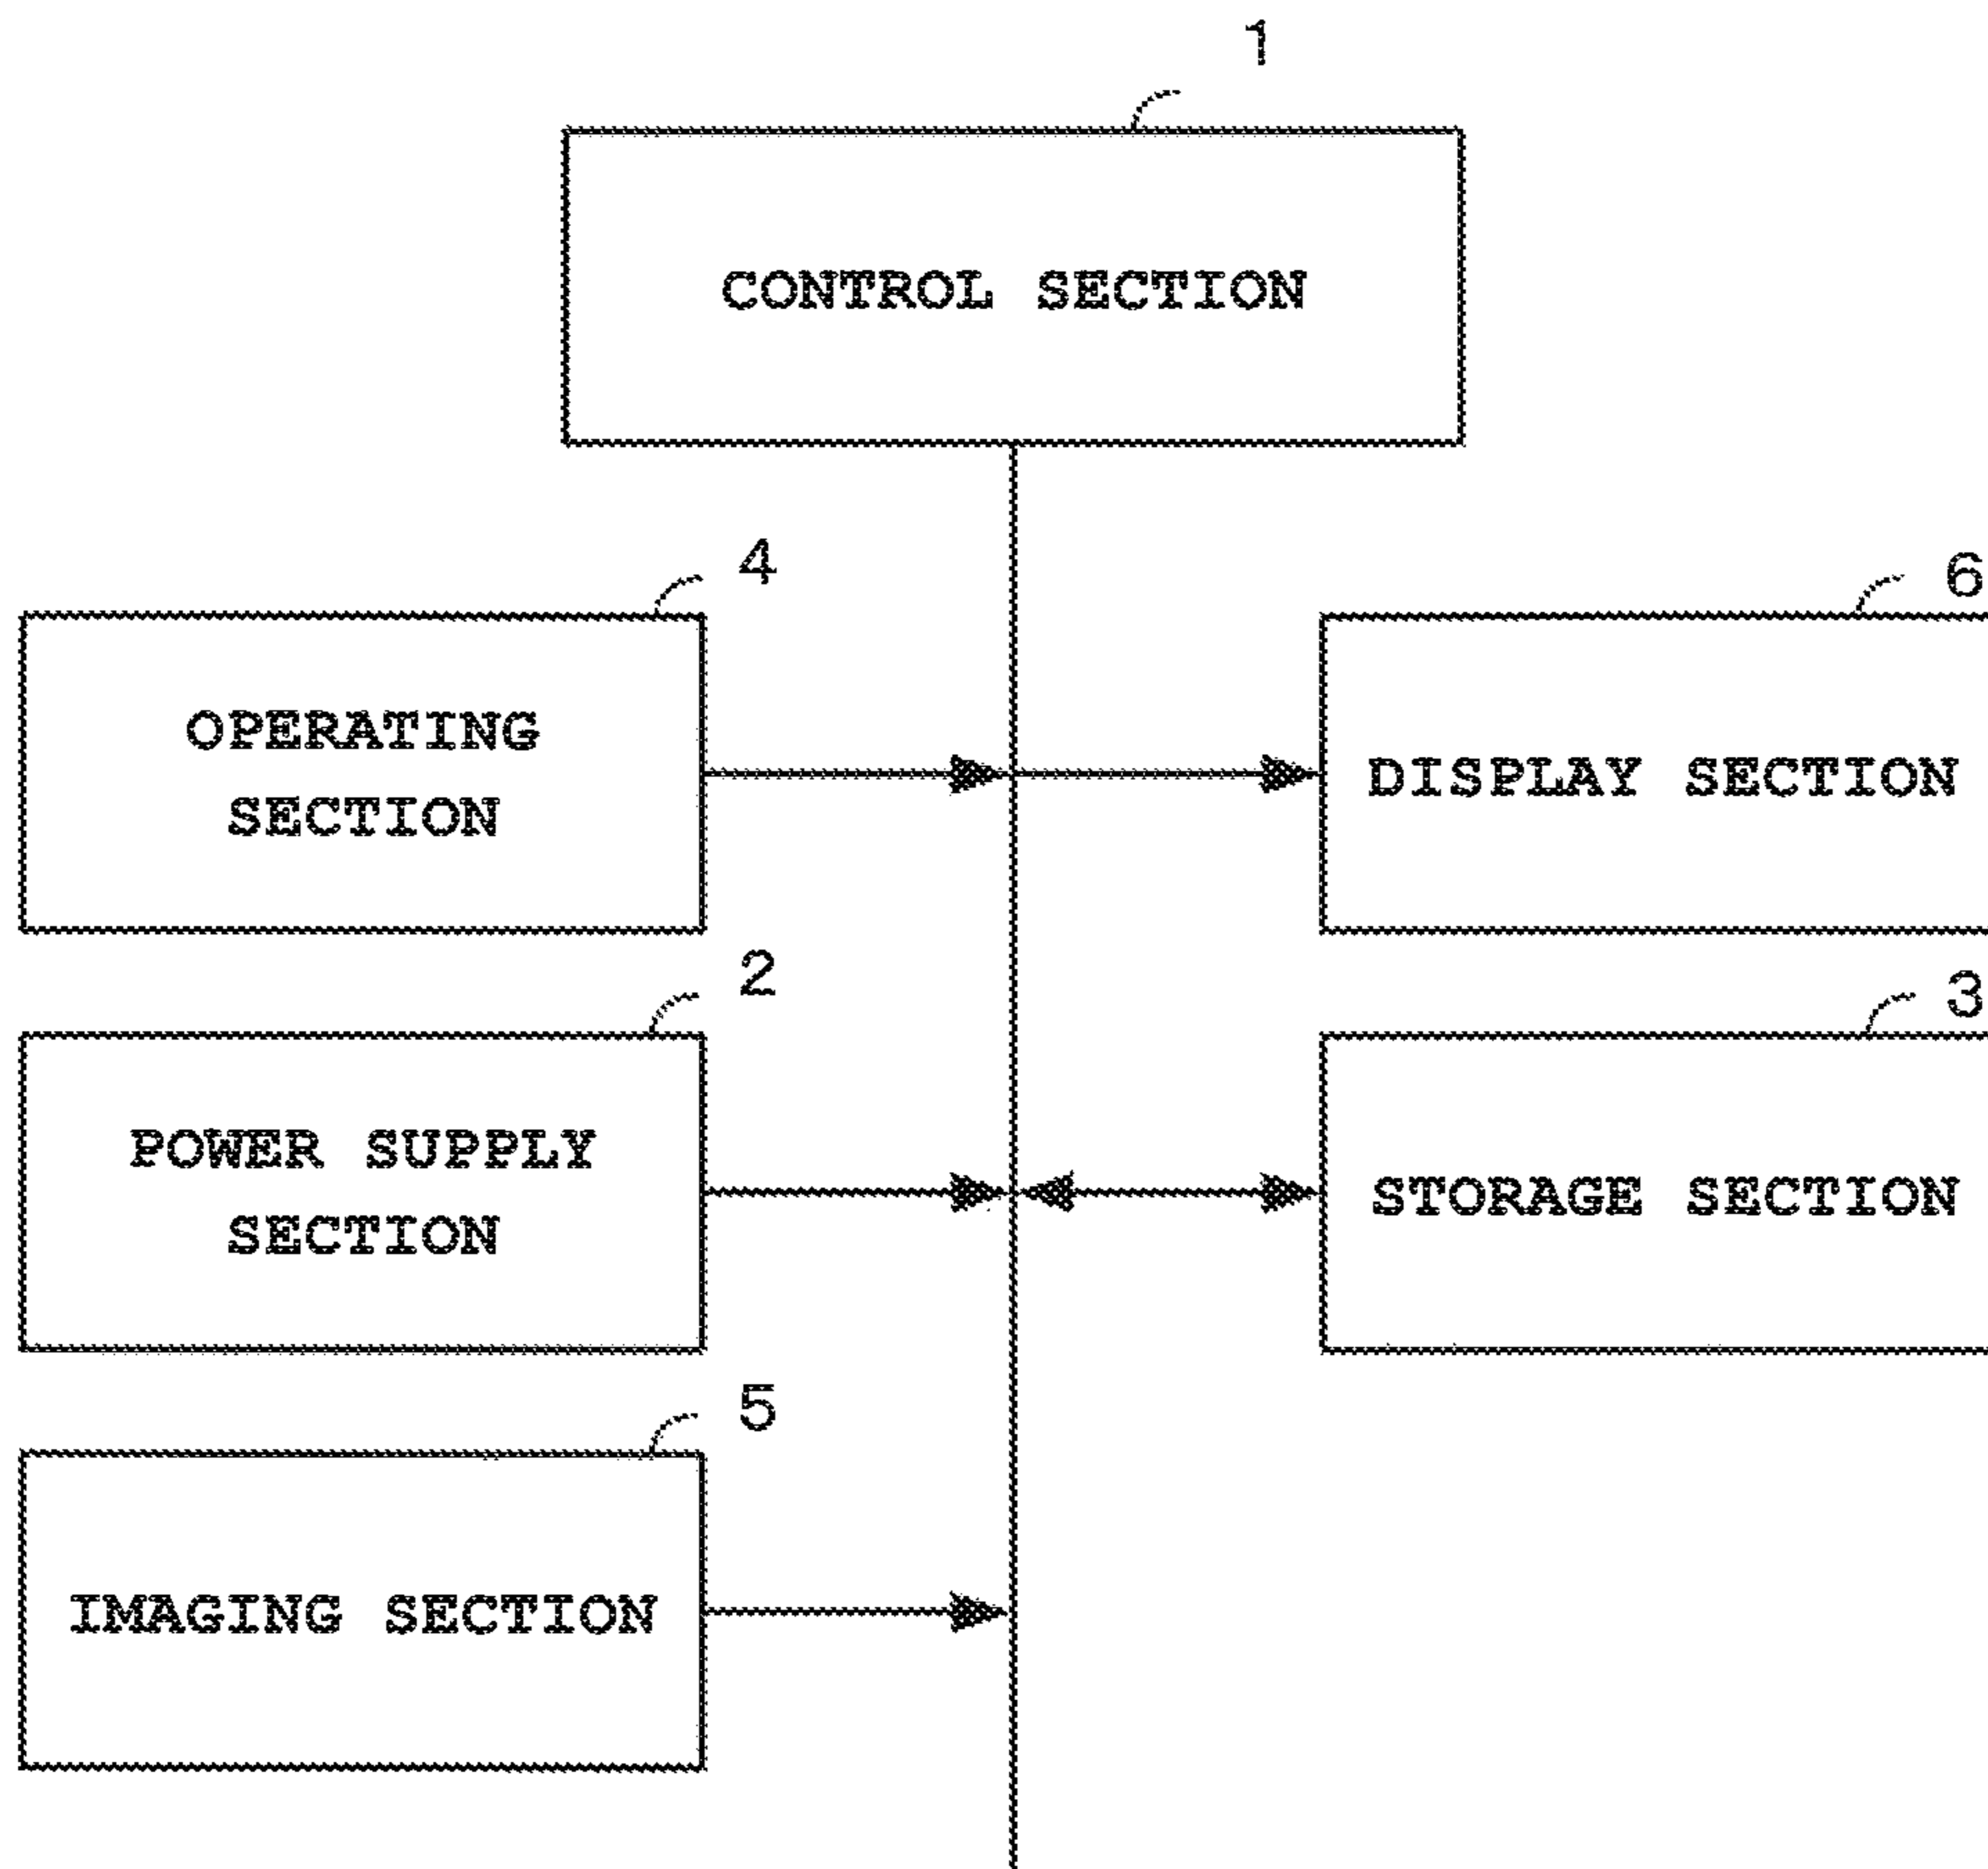 1
CONTROL SECTION
4
OPERATING
SECTION
6
DISPLAY SECTION
2
POWER SUPPLY
SECTION
3
STORAGE SECTION
5
IMAGING SECTION